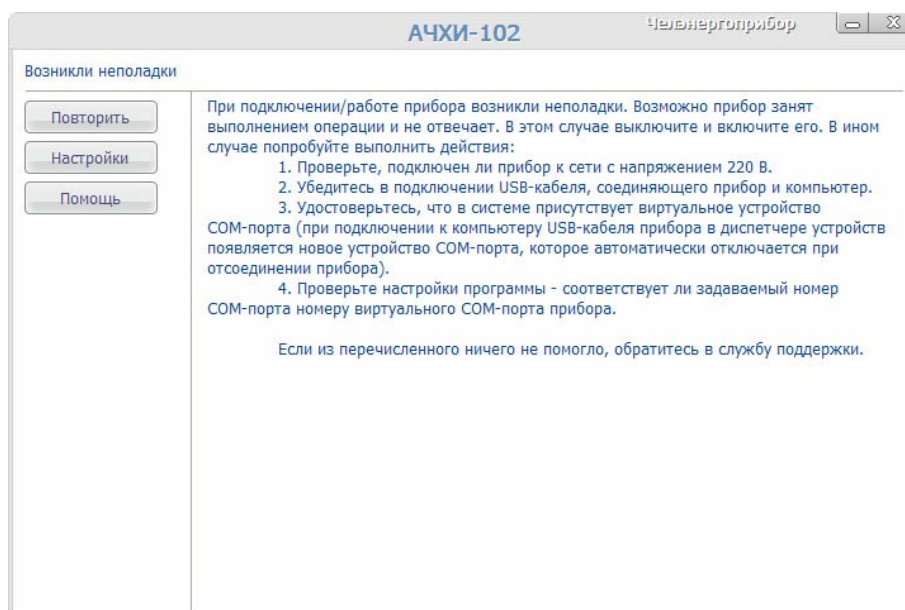 АЧХИ-102
Челэнергоприбор
Возникли неполадки
Повторить
Настройки
Помощь
При подключении/работе прибора возникли неполадки. Возможно прибор занят
выполнением операции и не отвечает. В этом случае выключите и включите его. В ином
случае попробуйте выполнить действия:
1. Проверьте, подключен ли прибор к сети с напряжением 220 В.
2. Убедитесь в подключении USB-кабеля, соединяющего прибор и компьютер.
3. Удостоверьтесь, что в системе присутствует виртуальное устройство
COM-порта (при подключении к компьютеру USB-кабеля прибора в диспетчере устройств
появляется новое устройство COM-порта, которое автоматически отключается при
отсоединении прибора).
4. Проверьте настройки программы - соответствует ли задаваемый номер
COM-порта номеру виртуального COM-порта прибора.
Если из перечисленного ничего не помогло, обратитесь в службу поддержки.